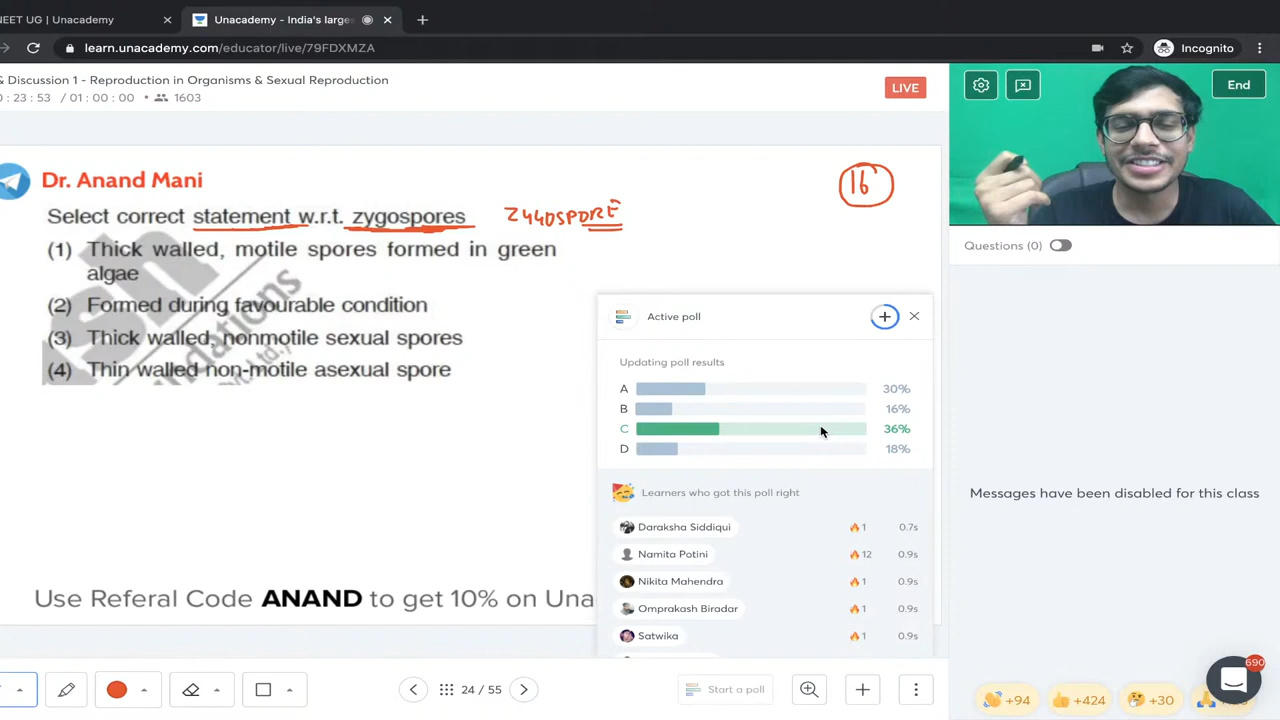 NEET UG | Unacademy
Unacademy - India's larges
learn.unacademy.com/educator/live/79FDXMZA
Incognito
& Discussion 1 - Reproduction in Organisms & Sexual Reproduction
: 23 : 53 / 01 : 00 : 00 • 1603
LIVE
End
Dr. Anand Mani
16
Select correct statement w.r.t. zygospores ZYGOSPORE
(1) Thick walled, motile spores formed in green
algae
(2) Formed during favourable condition
(3) Thick walled, nonmotile sexual spores
(4) Thin walled non-motile asexual spore
Questions (0)
Active poll
Updating poll results
A 30%
B 16%
C 36%
D 18%
Learners who got this poll right
Daraksha Siddiqui 1 0.7s
Namita Potini 12 0.9s
Nikita Mahendra 1 0.9s
Omprakash Biradar 1 0.9s
Satwika 1 0.9s
Messages have been disabled for this class
Use Referal Code ANAND to get 10% on Una
24 / 55
Start a poll
690
+94 +424 +30